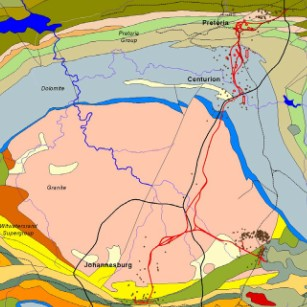 Pretoria
Pretoria
Group
Centurion
Dolomite
Granite
Witwatersrand
Supergroup
Johannesburg